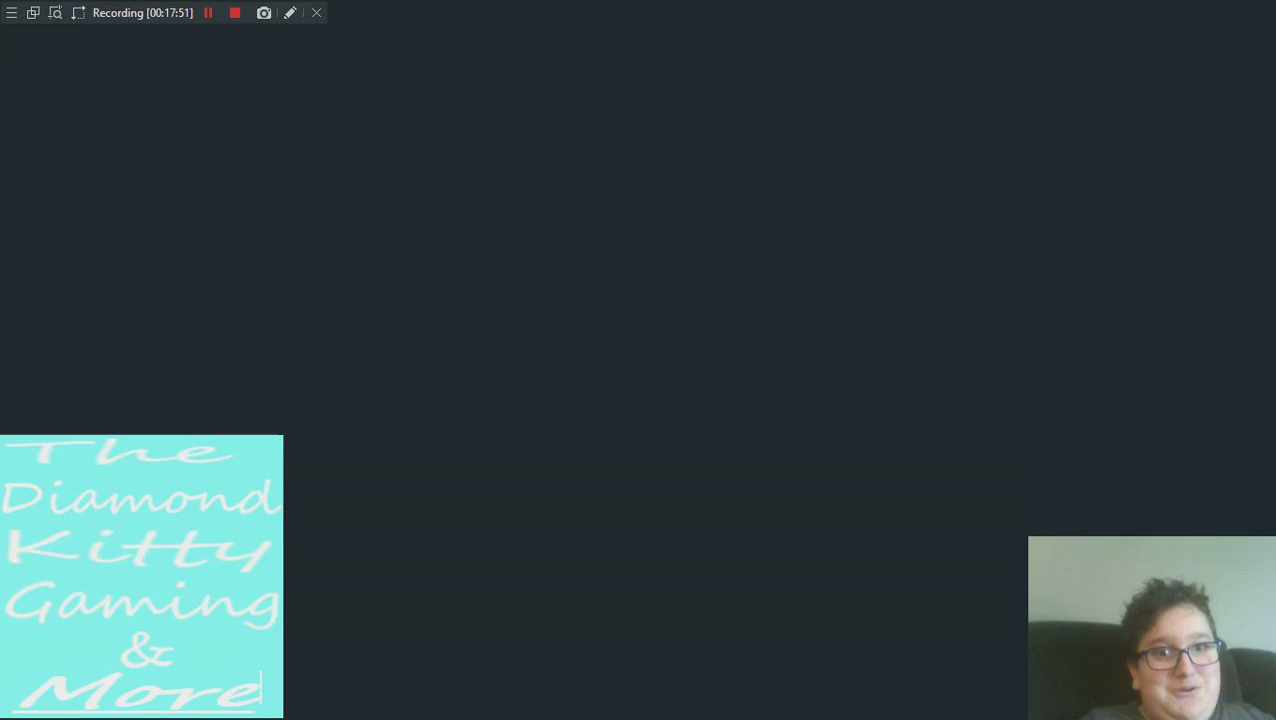 Recording [00:17:51]
The
Diamond
Kitty
Gaming
&
More